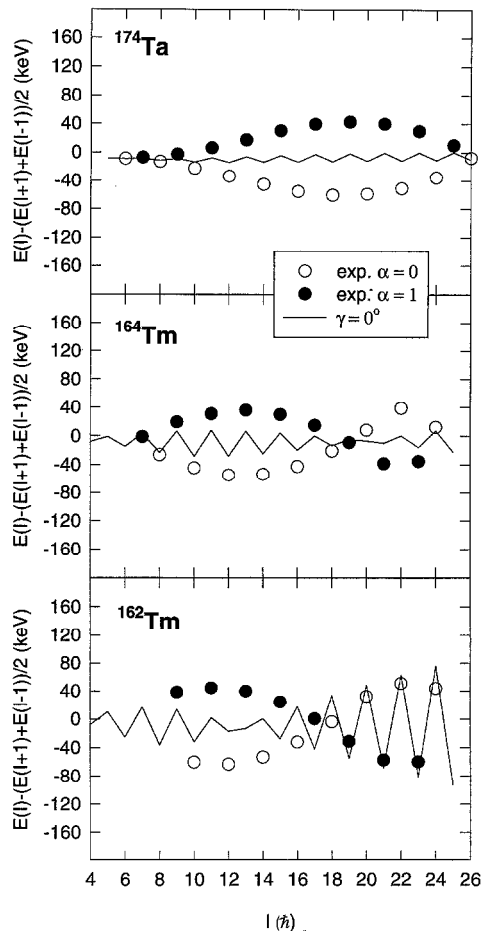 160
120
80
40
0
-40
-80
-120
-160
E(I)-(E(I+1)+E(I-1))/2 (keV)
174Ta
exp. α = 0
exp. α = 1
γ = 0°
160
120
80
40
0
-40
-80
-120
-160
E(I)-(E(I+1)+E(I-1))/2 (keV)
164Tm
160
120
80
40
0
-40
-80
-120
-160
E(I)-(E(I+1)+E(I-1))/2 (keV)
162Tm
4 6 8 10 12 14 16 18 20 22 24 26
I (ℏ)